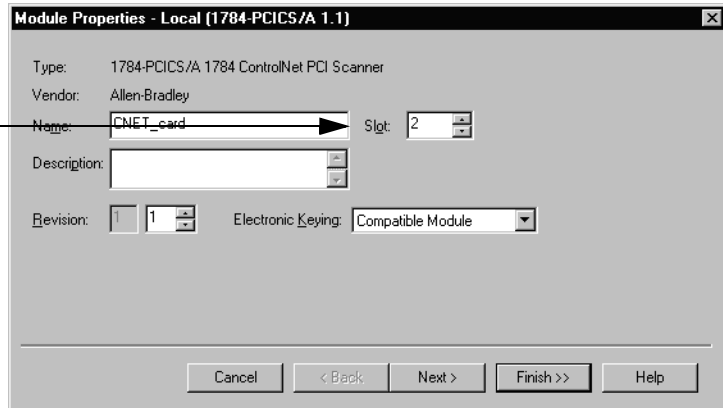 Module Properties - Local (1784-PCICS/A 1.1)
Type: 1784-PCICS/A 1784 ControlNet PCI Scanner
Vendor: Allen-Bradley
Name: CNET_card Slot: 2
Description:
Revision: 1 1 Electronic Keying: Compatible Module
Cancel < Back Next > Finish >> Help